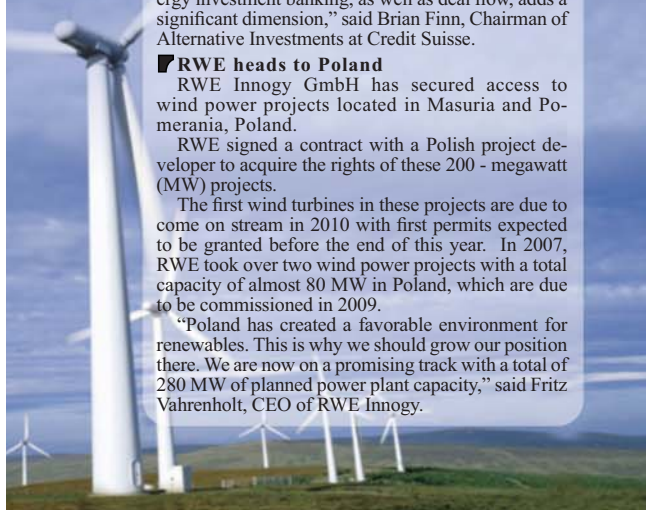 ergy investment banking, as well as deal flow, adds a
significant dimension,” said Brian Finn, Chairman of
Alternative Investments at Credit Suisse.
RWE heads to Poland
RWE Innogy GmbH has secured access to
wind power projects located in Masuria and Po-
merania, Poland.
RWE signed a contract with a Polish project de-
veloper to acquire the rights of these 200 - megawatt
(MW) projects.
The first wind turbines in these projects are due to
come on stream in 2010 with first permits expected
to be granted before the end of this year. In 2007,
RWE took over two wind power projects with a total
capacity of almost 80 MW in Poland, which are due
to be commissioned in 2009.
“Poland has created a favorable environment for
renewables. This is why we should grow our position
there. We are now on a promising track with a total of
280 MW of planned power plant capacity,” said Fritz
Vahrenholt, CEO of RWE Innogy.